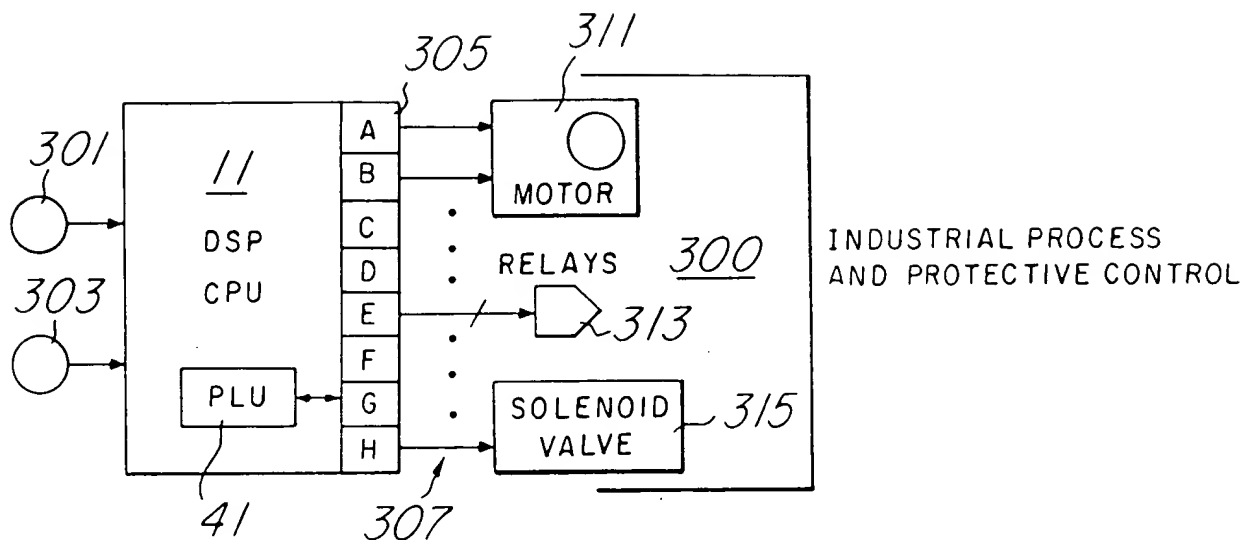 311
305
301
11
DSP
CPU
303
PLU
41
A
B
C
D
E
F
G
H
307
MOTOR
RELAYS
313
300
SOLENOID
VALVE
315
INDUSTRIAL PROCESS
AND PROTECTIVE CONTROL